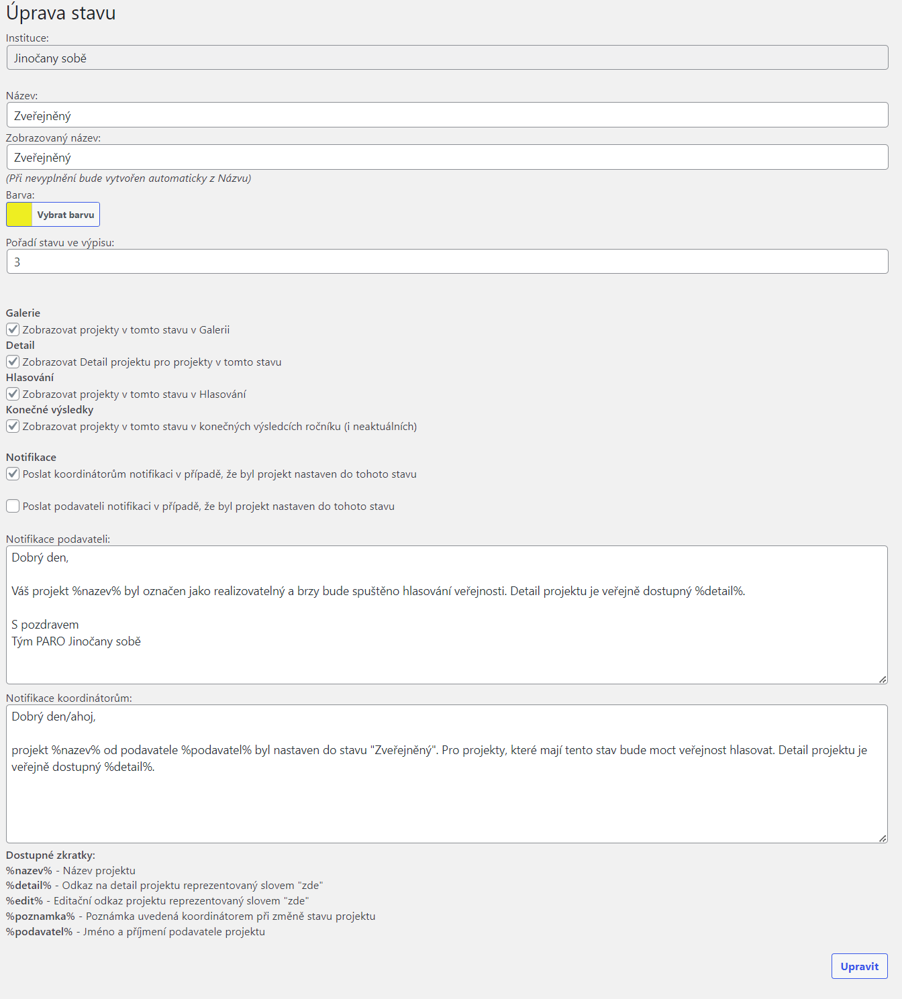 Úprava stavu
Instituce:
Jinočany sobě
Název:
Zveřejněný
Zobrazovaný název:
Zveřejněný
(Při nevyplnění bude vytvořen automaticky z Názvu)
Barva:
Vybrat barvu
Pořadí stavu ve výpisu:
3
Galerie
Zobrazovat projekty v tomto stavu v Galerii
Detail
Zobrazovat Detail projektu pro projekty v tomto stavu
Hlasování
Zobrazovat projekty v tomto stavu v Hlasování
Konečné výsledky
Zobrazovat projekty v tomto stavu v konečných výsledcích ročníku (i neaktuálních)
Notifikace
Poslat koordinátorům notifikaci v případě, že byl projekt nastaven do tohoto stavu
Poslat podavateli notifikaci v případě, že byl projekt nastaven do tohoto stavu
Notifikace podavateli:
Dobrý den,
Váš projekt %nazev% byl označen jako realizovatelný a brzy bude spuštěno hlasování veřejnosti. Detail projektu je veřejně dostupný %detail%.
S pozdravem
Tým PARO Jinočany sobě
Notifikace koordinátorům:
Dobrý den/ahoj,
projekt %nazev% od podavatele %podavatel% byl nastaven do stavu "Zveřejněný". Pro projekty, které mají tento stav bude moct veřejnost hlasovat. Detail projektu je
veřejně dostupný %detail%.
Dostupné zkratky:
%nazev% - Název projektu
%detail% - Odkaz na detail projektu reprezentovaný slovem "zde"
%edit% - Editační odkaz projektu reprezentovaný slovem "zde"
%poznamka% - Poznámka uvedená koordinátorem při změně stavu projektu
%podavatel% - Jméno a příjmení podavatele projektu
Upravit